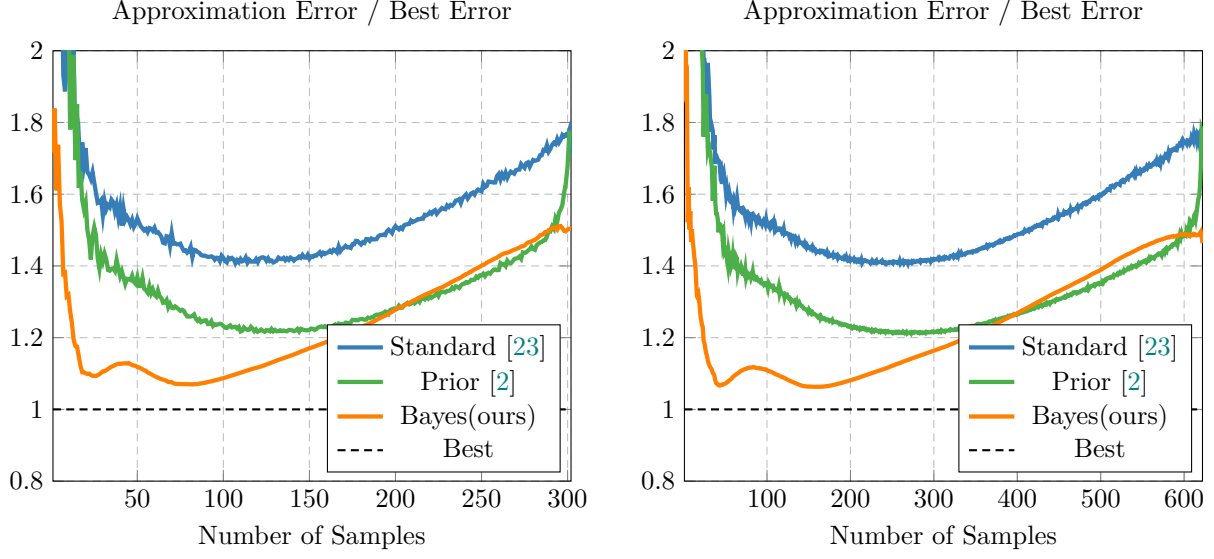 Approximation Error / Best Error
2
1.8
1.6
1.4
1.2
1
0.8
50 100 150 200 250 300
Number of Samples
Standard [23]
Prior [2]
Bayes(ours)
Best
Approximation Error / Best Error
2
1.8
1.6
1.4
1.2
1
0.8
100 200 300 400 500 600
Number of Samples
Standard [23]
Prior [2]
Bayes(ours)
Best